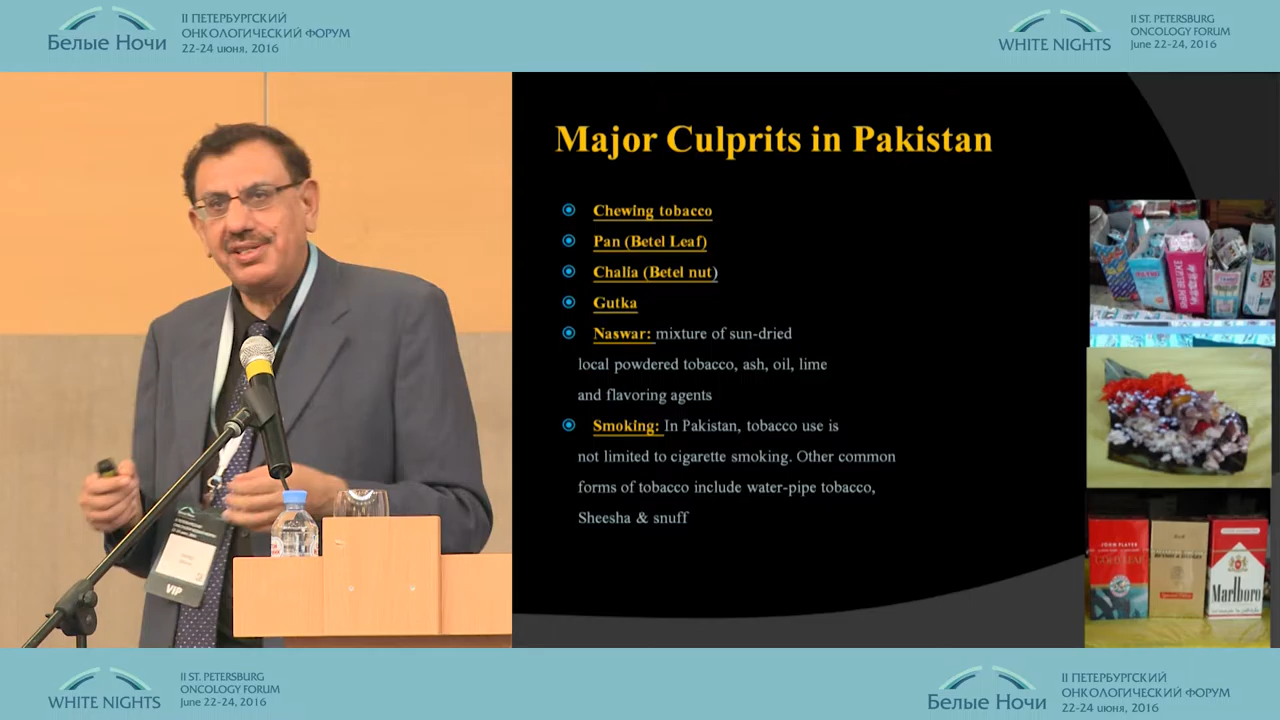 II ПЕТЕРБУРГСКИЙ
ОНКОЛОГИЧЕСКИЙ ФОРУМ
Белые Ночи
22-24 июня, 2016
II ST. PETERSBURG
ONCOLOGY FORUM
WHITE NIGHTS
June 22-24, 2016
Major Culprits in Pakistan
Chewing tobacco
Pan (Betel Leaf)
Chalia (Betel nut)
Gutka
Naswar: mixture of sun-dried
local powdered tobacco, ash, oil, lime
and flavoring agents
Smoking: In Pakistan, tobacco use is
not limited to cigarette smoking. Other common
forms of tobacco include water-pipe tobacco,
Sheesha & snuff
JOHN PLAYER
GOLD LEAF
Marlboro
VIP
II ST. PETERSBURG
ONCOLOGY FORUM
WHITE NIGHTS
June 22-24, 2016
II ПЕТЕРБУРГСКИЙ
ОНКОЛОГИЧЕСКИЙ ФОРУМ
Белые Ночи
22-24 июня, 2016